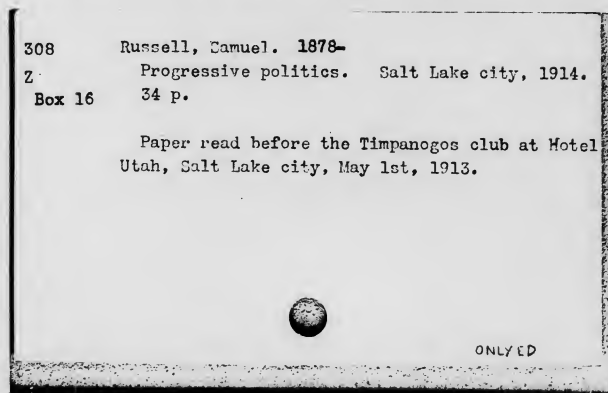 308 Russell, Samuel. 1878-
Z Progressive politics. Salt Lake city, 1914.
Box 16 34 p.
Paper read before the Timpanogos club at Hotel
Utah, Salt Lake city, May 1st, 1913.
ONLY ED